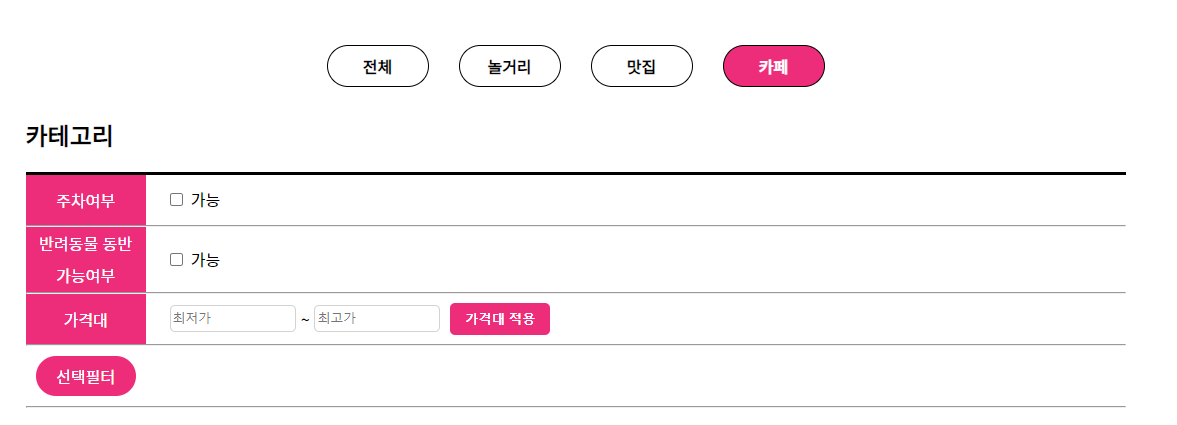 전체 놀거리 맛집 카페
카테고리
주차여부 가능
반려동물 동반
가능여부
가능
가격대 최저가 ~ 최고가 가격대 적용
선택필터